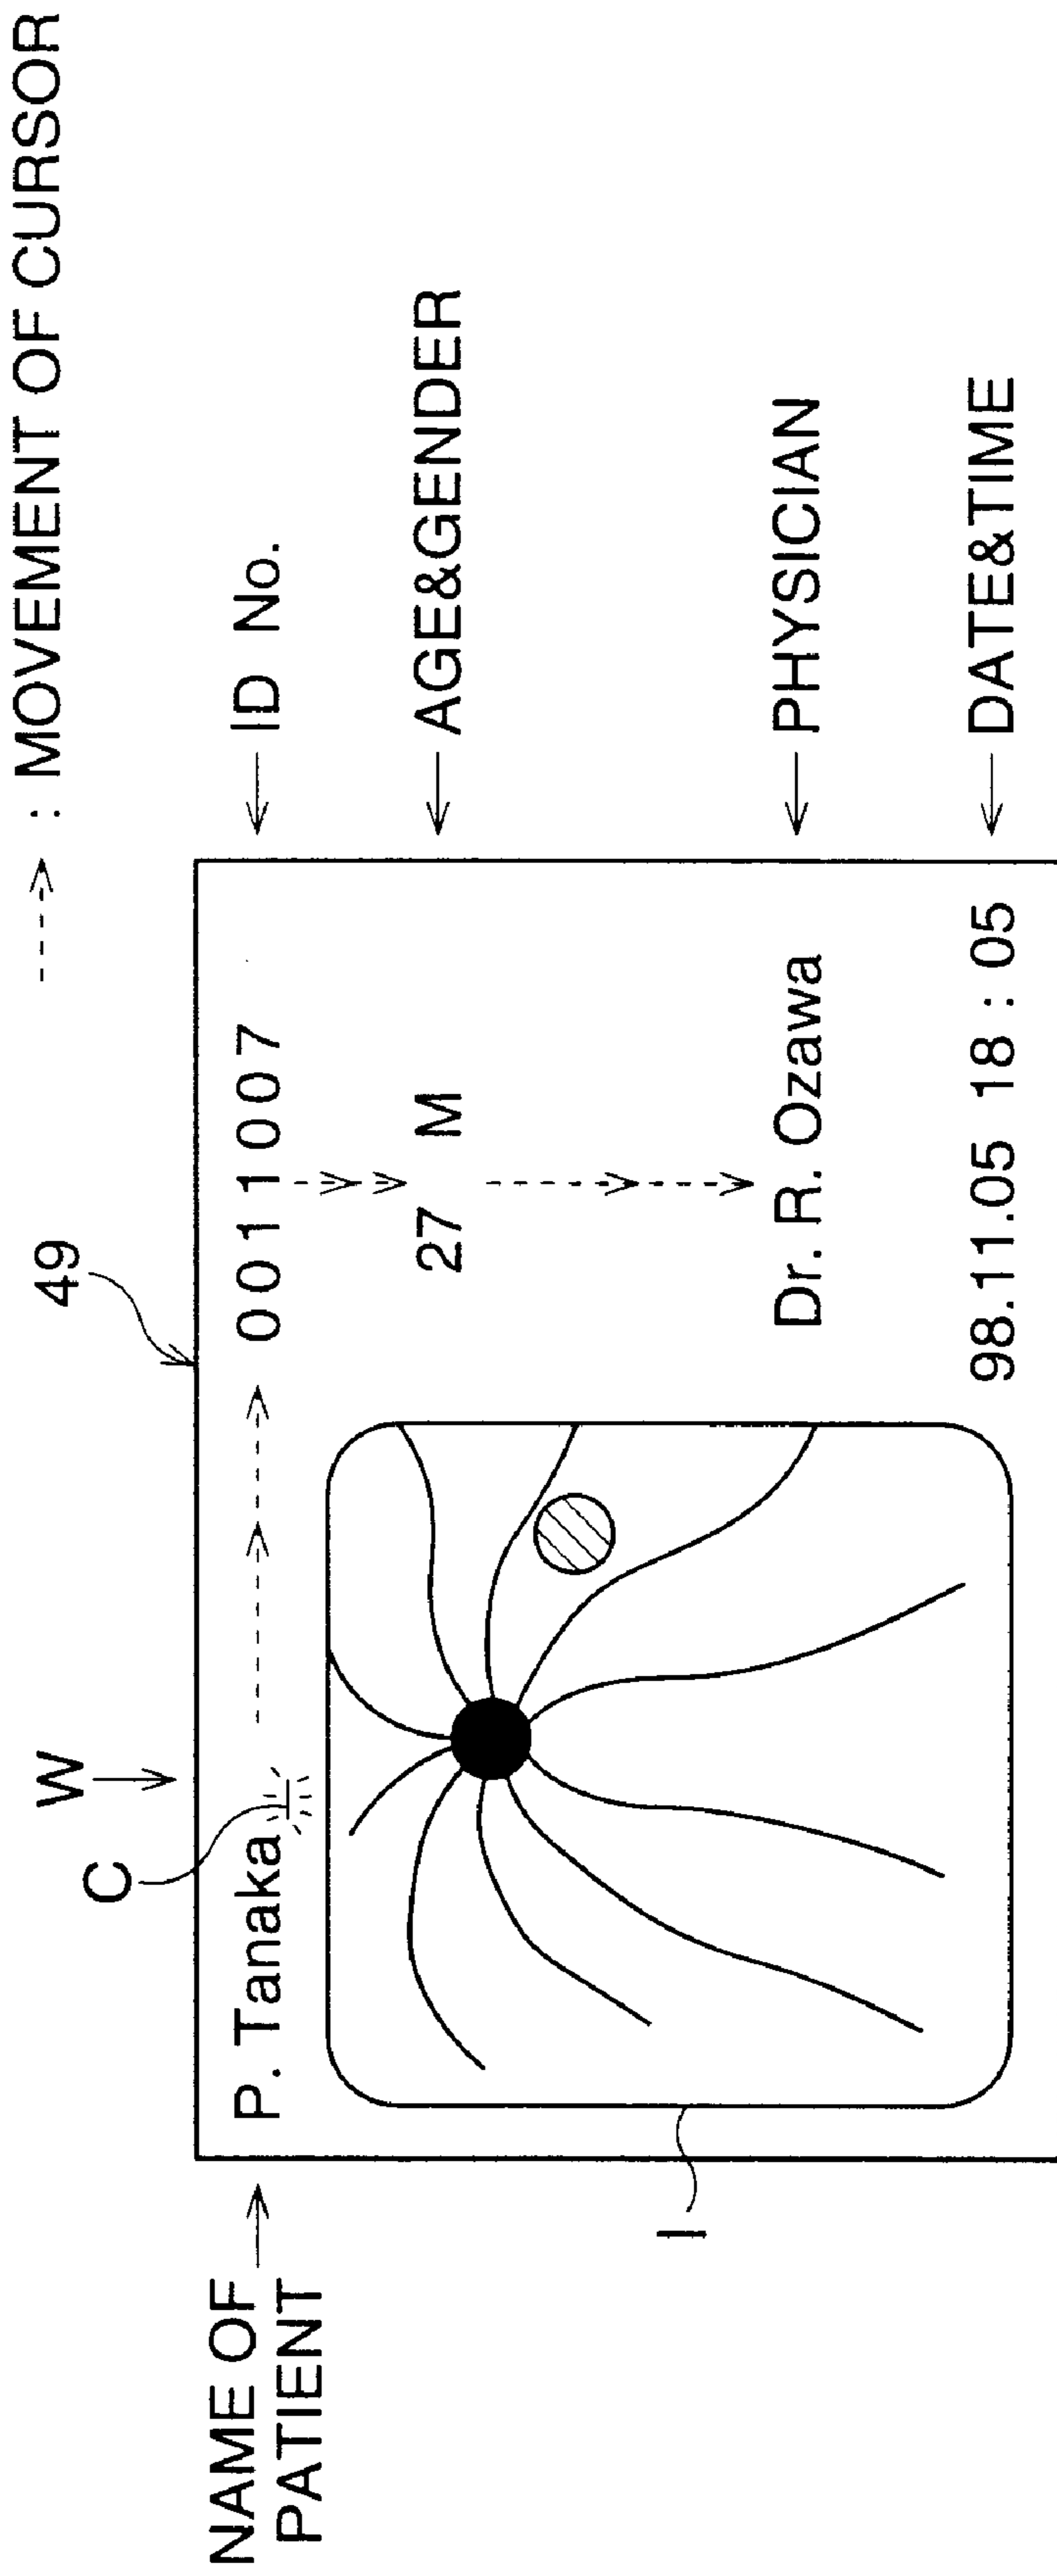 : MOVEMENT OF CURSOR
49
W
C
NAME OF
PATIENT
P. Tanaka
0011007
ID No.
27 M
AGE&GENDER
Dr. R. Ozawa
PHYSICIAN
98.11.05 18 : 05
DATE&TIME
I